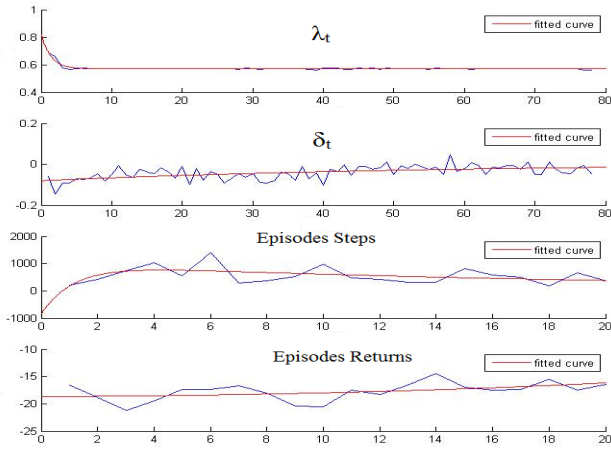 1
0.8
0.6
0.4
λt
fitted curve
0 10 20 30 40 50 60 70 80
0.2
0
-0.2
δt
fitted curve
0 10 20 30 40 50 60 70 80
2000
1000
0
-1000
Episodes Steps
fitted curve
0 2 4 6 8 10 12 14 16 18 20
-10
-15
-20
-25
Episodes Returns
fitted curve
0 2 4 6 8 10 12 14 16 18 20